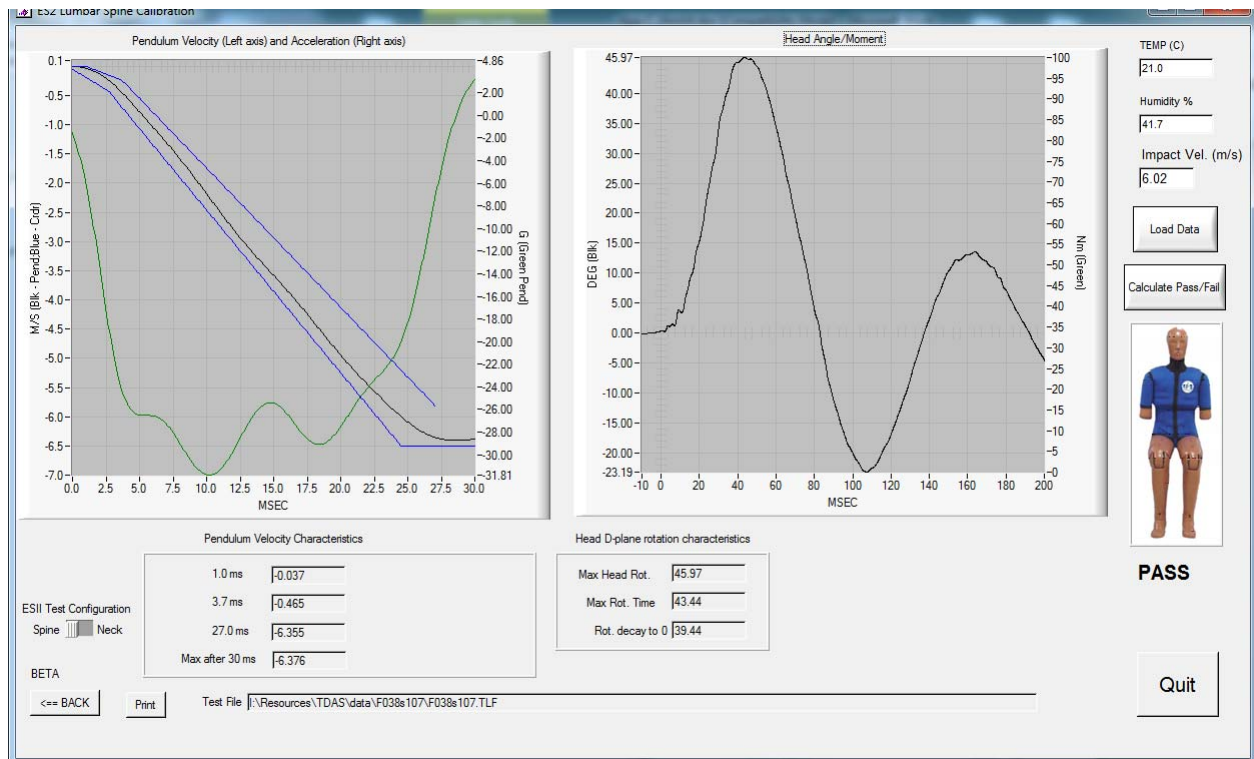 ES2 Lumbar Spine Calibration
Pendulum Velocity (Left axis) and Acceleration (Right axis)
M/S (Blk - Pend;Blue - Crdr)
0.1
-0.5
-1.0
-1.5
-2.0
-2.5
-3.0
-3.5
-4.0
-4.5
-5.0
-5.5
-6.0
-6.5
-7.0
-4.86
-2.00
-0.00
-2.00
-4.00
-6.00
-8.00
-10.00
-12.00
-14.00
-16.00
-18.00
-20.00
-22.00
-24.00
-26.00
-28.00
-30.00
-31.81
G (Green Pend)
0.0 2.5 5.0 7.5 10.0 12.5 15.0 17.5 20.0 22.5 25.0 27.5 30.0
MSEC
Head Angle/Moment
DEG (Blk)
45.97
40.00
35.00
30.00
25.00
20.00
15.00
10.00
5.00
0.00
-5.00
-10.00
-15.00
-20.00
-23.19
-100
-95
-90
-85
-80
-75
-70
-65
-60
-55
-50
-45
-40
-35
-30
-25
-20
-15
-10
-5
-0
Nm (Green)
-10 0 20 40 60 80 100 120 140 160 180 200
MSEC
TEMP (C)
21.0
Humidity %
41.7
Impact Vel. (m/s)
6.02
Load Data
Calculate Pass/Fail
PASS
Quit
Pendulum Velocity Characteristics
1.0 ms -0.037
3.7 ms -0.465
27.0 ms -6.355
Max after 30 ms -6.376
Head D-plane rotation characteristics
Max Head Rot. 45.97
Max Rot. Time 43.44
Rot. decay to 0 39.44
ESII Test Configuration
Spine Neck
BETA
<== BACK
Print
Test File I:\Resources\TDAS\data\F038s107\F038s107.TLF